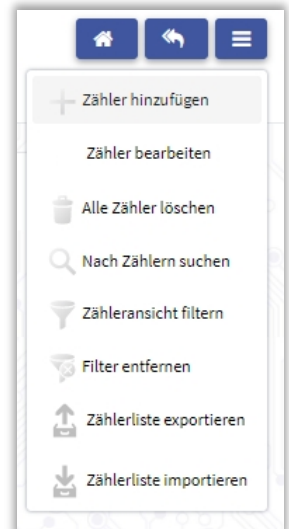 Zähler hinzufügen
Zähler bearbeiten
Alle Zähler löschen
Nach Zählern suchen
Zähleransicht filtern
Filter entfernen
Zählerliste exportieren
Zählerliste importieren